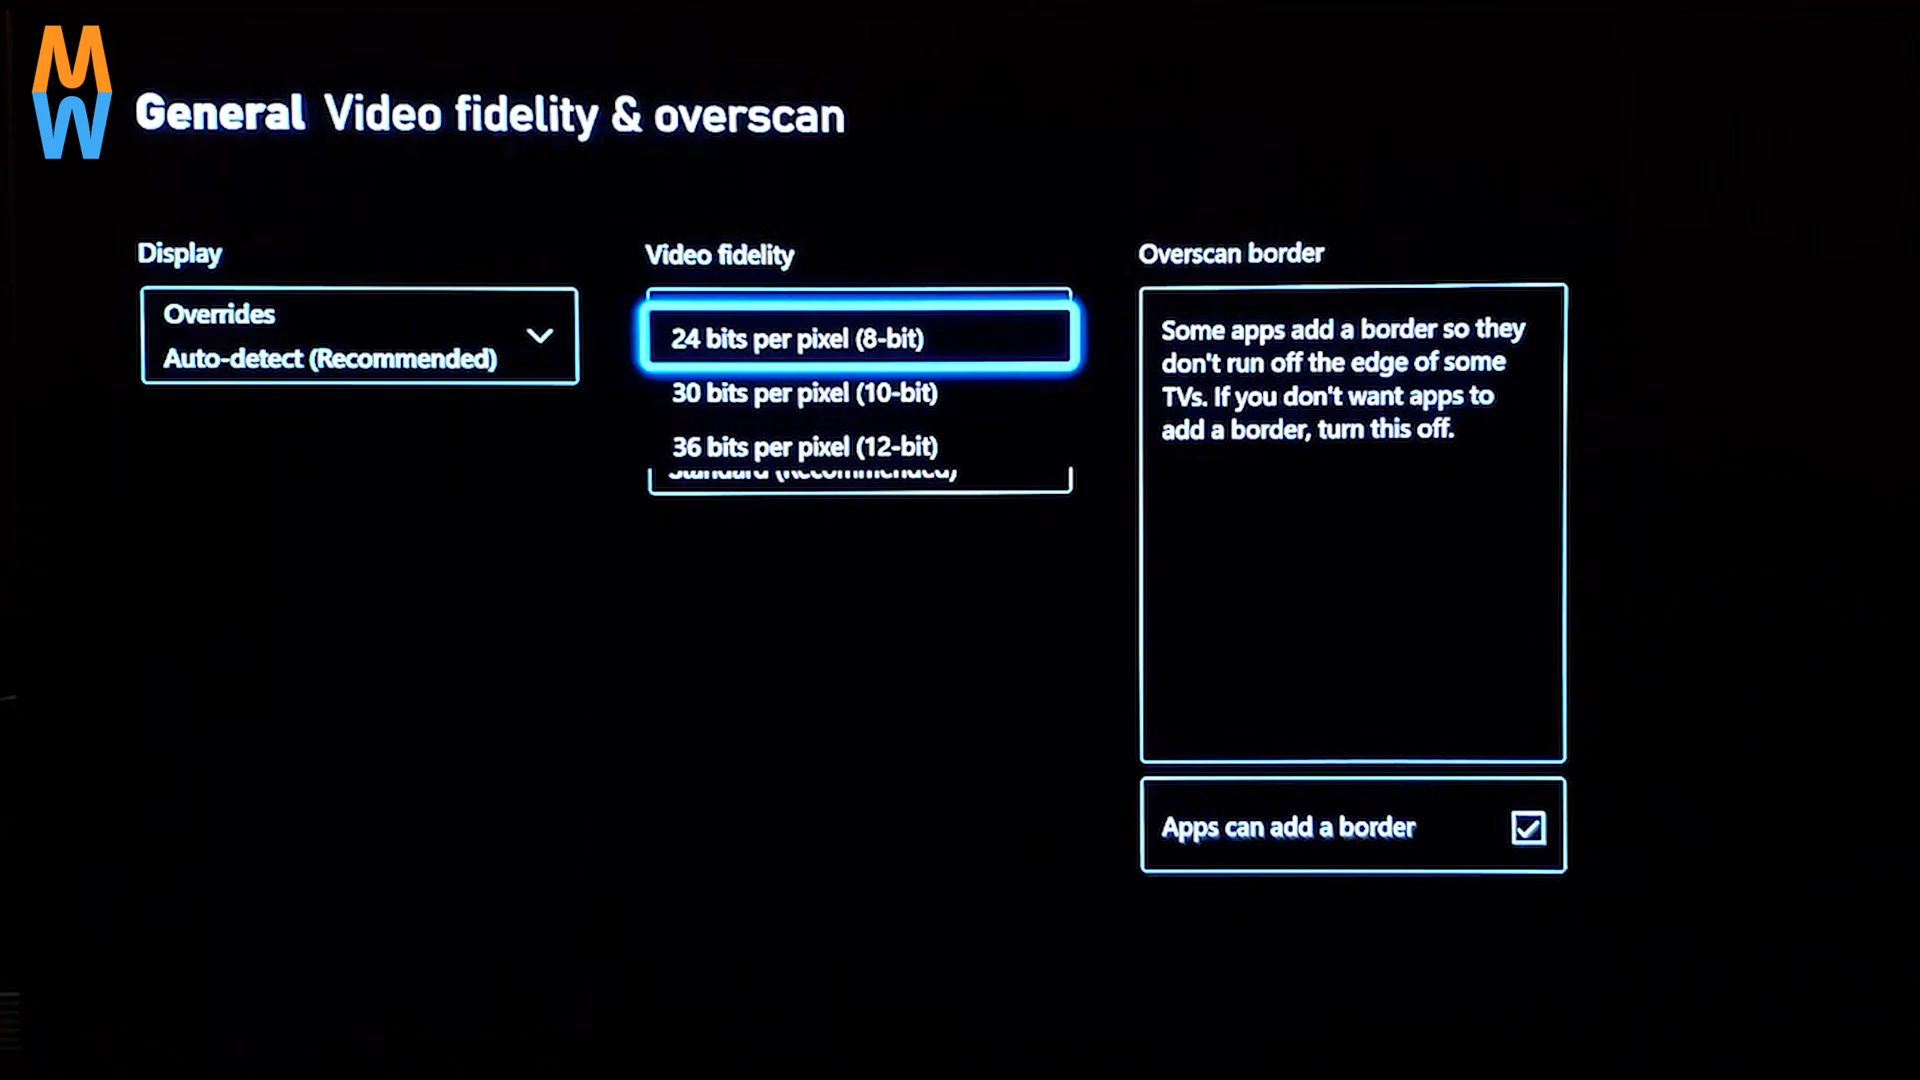 MW
General Video fidelity & overscan
Display
Overrides
Auto-detect (Recommended)
Video fidelity
24 bits per pixel (8-bit)
30 bits per pixel (10-bit)
36 bits per pixel (12-bit)
Standard (Recommended)
Overscan border
Some apps add a border so they
don't run off the edge of some
TVs. If you don't want apps to
add a border, turn this off.
Apps can add a border